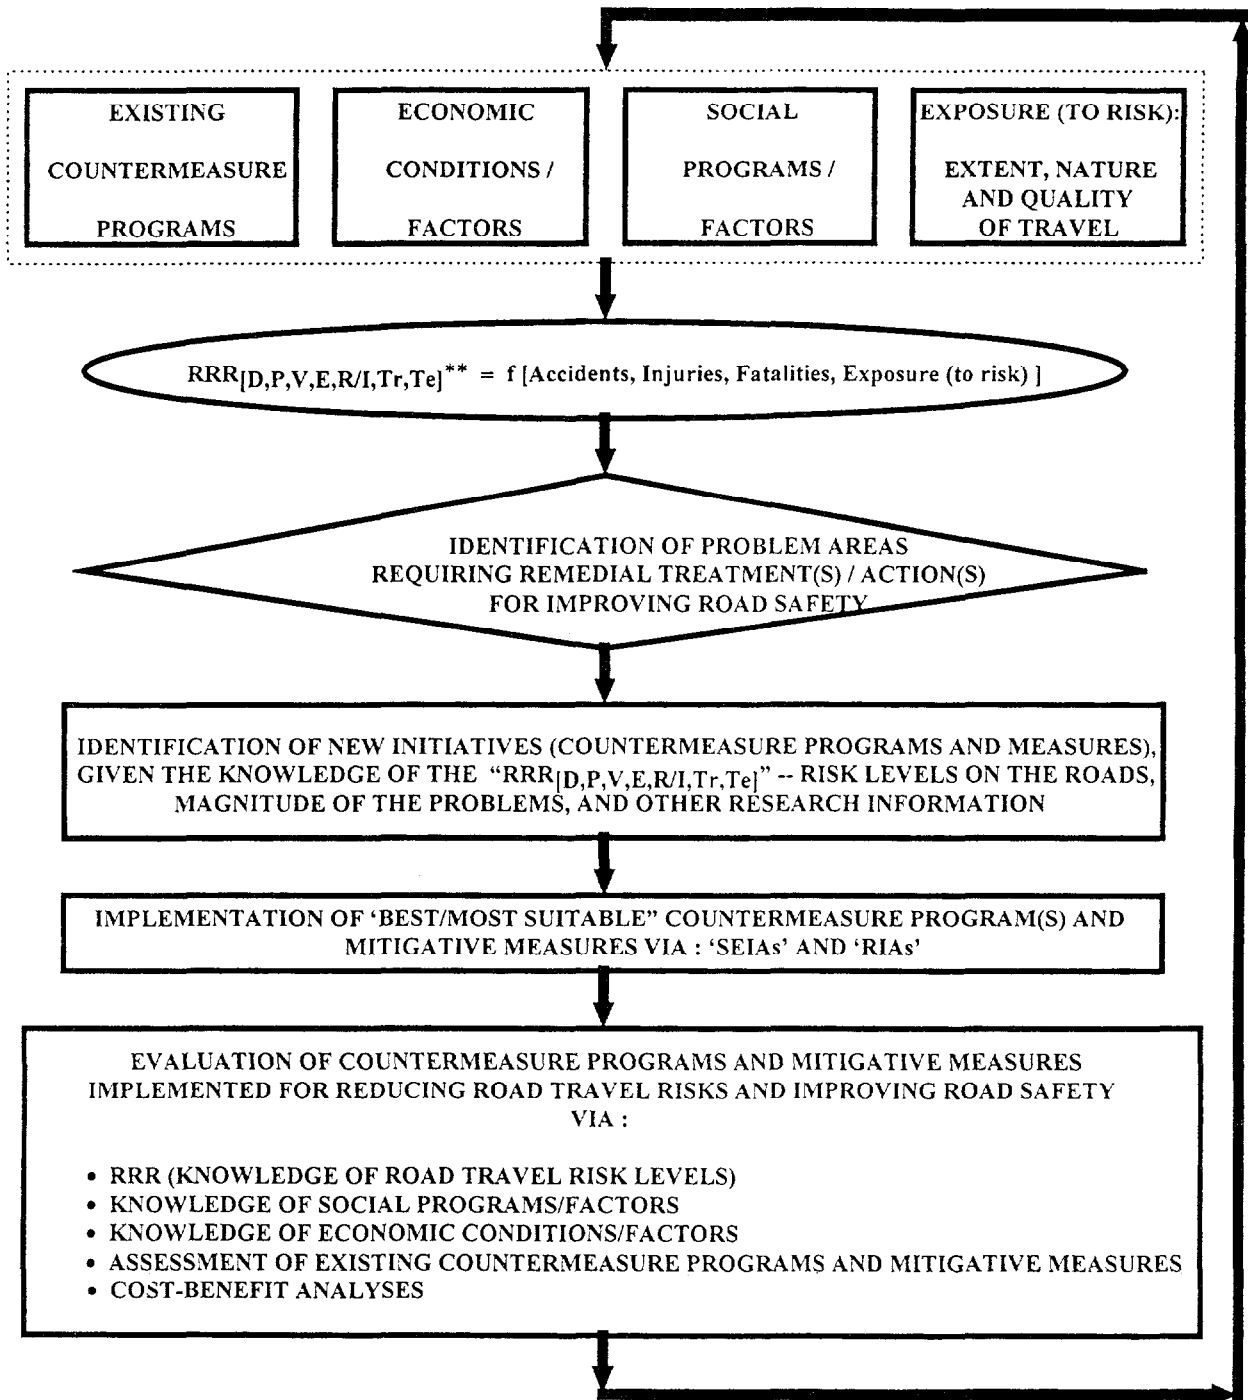 EXISTING
COUNTERMEASURE
PROGRAMS
ECONOMIC
CONDITIONS /
FACTORS
SOCIAL
PROGRAMS /
FACTORS
EXPOSURE (TO RISK):
EXTENT, NATURE
AND QUALITY
OF TRAVEL
RRR[D,P,V,E,R/I,Tr,Te]** = f [Accidents, Injuries, Fatalities, Exposure (to risk) ]
IDENTIFICATION OF PROBLEM AREAS
REQUIRING REMEDIAL TREATMENT(S) / ACTION(S)
FOR IMPROVING ROAD SAFETY
IDENTIFICATION OF NEW INITIATIVES (COUNTERMEASURE PROGRAMS AND MEASURES),
GIVEN THE KNOWLEDGE OF THE “RRR[D,P,V,E,R/I,Tr,Te]” -- RISK LEVELS ON THE ROADS,
MAGNITUDE OF THE PROBLEMS, AND OTHER RESEARCH INFORMATION
IMPLEMENTATION OF ‘BEST/MOST SUITABLE” COUNTERMEASURE PROGRAM(S) AND
MITIGATIVE MEASURES VIA : ‘SEIAs’ AND ‘RIAs’
EVALUATION OF COUNTERMEASURE PROGRAMS AND MITIGATIVE MEASURES
IMPLEMENTED FOR REDUCING ROAD TRAVEL RISKS AND IMPROVING ROAD SAFETY
VIA :
• RRR (KNOWLEDGE OF ROAD TRAVEL RISK LEVELS)
• KNOWLEDGE OF SOCIAL PROGRAMS/FACTORS
• KNOWLEDGE OF ECONOMIC CONDITIONS/FACTORS
• ASSESSMENT OF EXISTING COUNTERMEASURE PROGRAMS AND MITIGATIVE MEASURES
• COST-BENEFIT ANALYSES